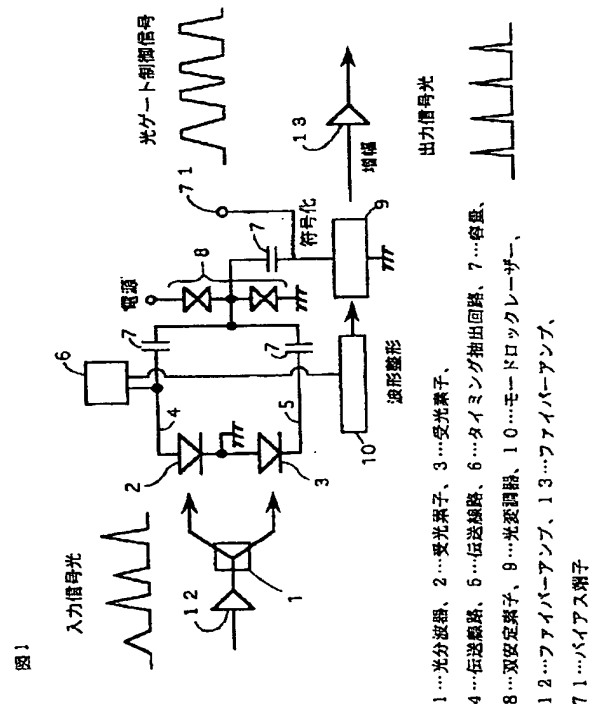 図1
入力信号光
光ゲート制御信号
12
1
2
3
4
5
6
7
7
電源
8
7
71
符号化
10
波形整形
9
13
増幅
出力信号光
1…光分波器、2…受光素子、3…受光素子、
4…伝送線路、5…伝送線路、6…タイミング抽出回路、7…容量、
8…双安定素子、9…光変調器、10…モードロックレーザー、
12…ファイバーアンプ、13…ファイバーアンプ、
71…バイアス端子